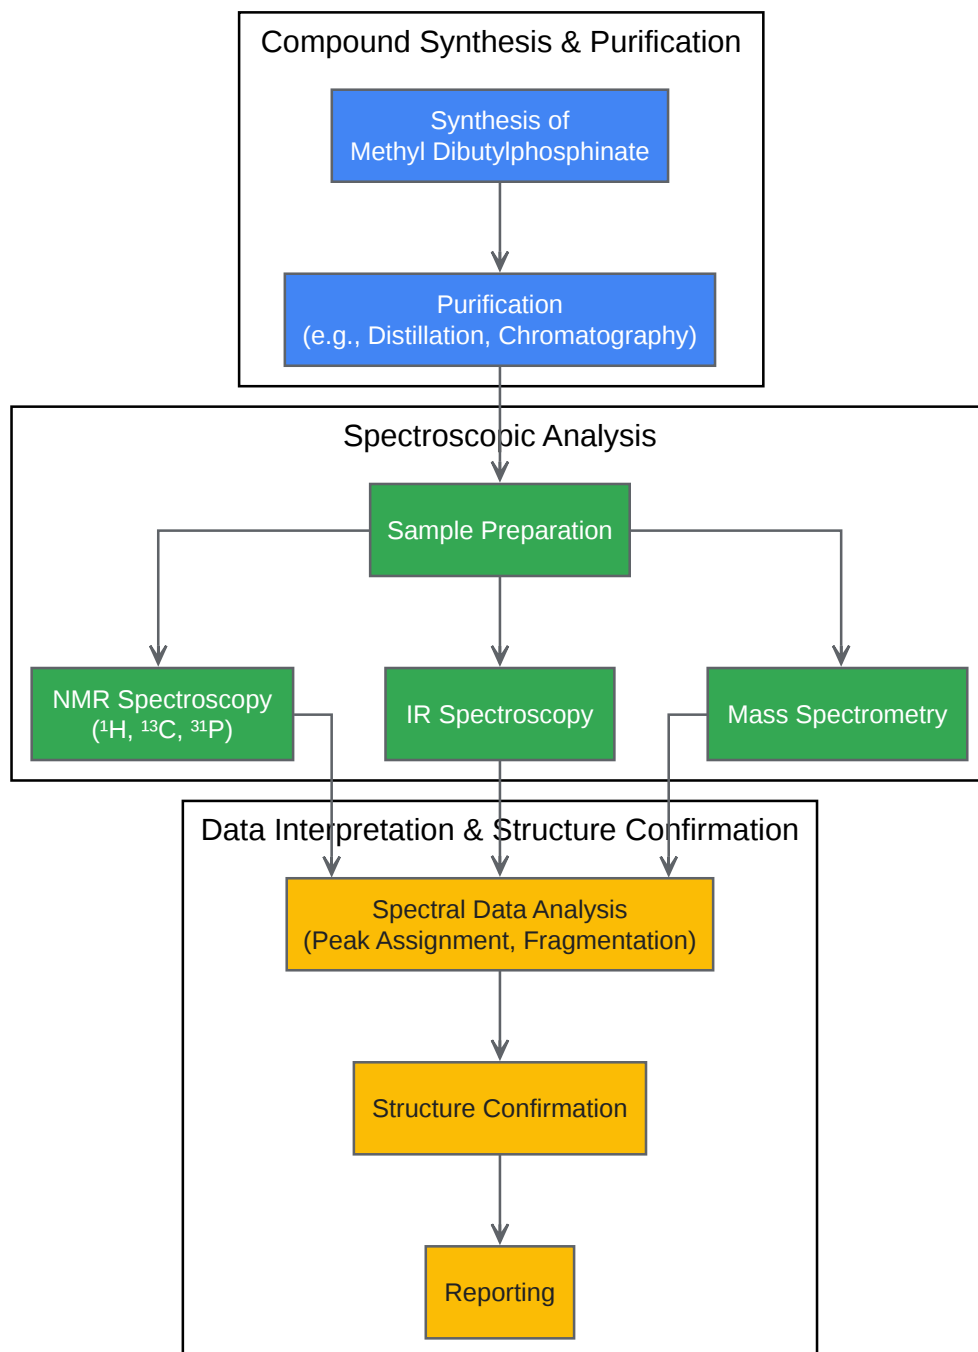 Compound Synthesis & Purification
Synthesis of
Methyl Dibutylphosphinate
Purification
(e.g., Distillation, Chromatography)
Spectroscopic Analysis
Sample Preparation
NMR Spectroscopy
(¹H, ¹³C, ³¹P)
IR Spectroscopy
Mass Spectrometry
Data Interpretation & Structure Confirmation
Spectral Data Analysis
(Peak Assignment, Fragmentation)
Structure Confirmation
Reporting